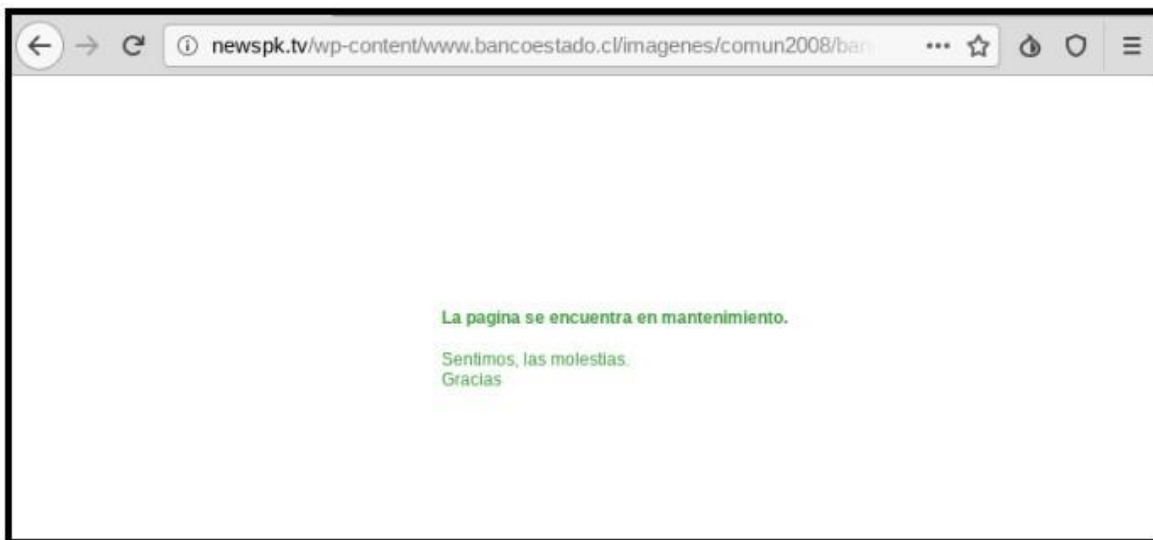 newspk.tv/wp-content/www.bancoestado.cl/imagenes/comun2008/ban
La pagina se encuentra en mantenimiento.
Sentimos, las molestias.
Gracias